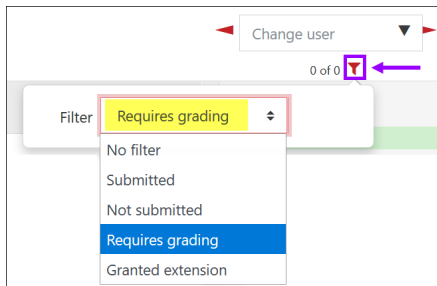 Change user
0 of 0
Filter Requires grading
No filter
Submitted
Not submitted
Requires grading
Granted extension